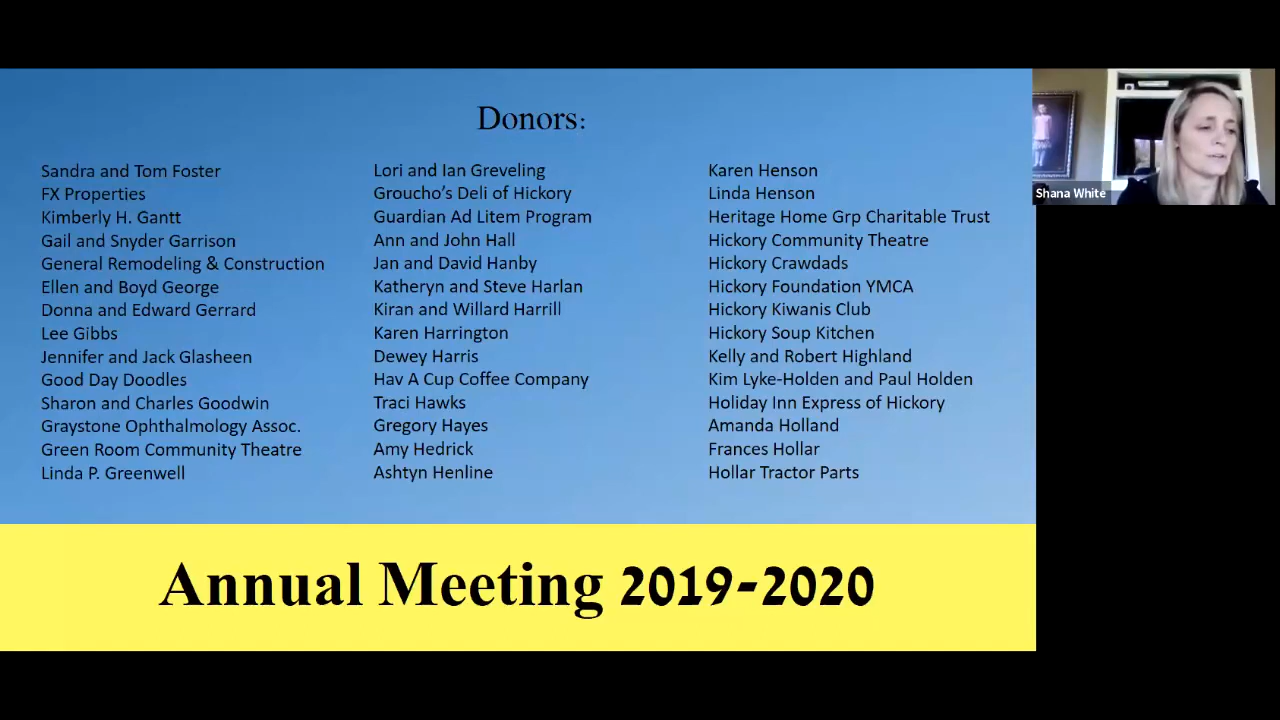 Donors:
Sandra and Tom Foster
FX Properties
Kimberly H. Gantt
Gail and Snyder Garrison
General Remodeling & Construction
Ellen and Boyd George
Donna and Edward Gerrard
Lee Gibbs
Jennifer and Jack Glasheen
Good Day Doodles
Sharon and Charles Goodwin
Graystone Ophthalmology Assoc.
Green Room Community Theatre
Linda P. Greenwell
Lori and Ian Greveling
Groucho’s Deli of Hickory
Guardian Ad Litem Program
Ann and John Hall
Jan and David Hanby
Katheryn and Steve Harlan
Kiran and Willard Harrill
Karen Harrington
Dewey Harris
Hav A Cup Coffee Company
Traci Hawks
Gregory Hayes
Amy Hedrick
Ashtyn Henline
Karen Henson
Linda Henson
Heritage Home Grp Charitable Trust
Hickory Community Theatre
Hickory Crawdads
Hickory Foundation YMCA
Hickory Kiwanis Club
Hickory Soup Kitchen
Kelly and Robert Highland
Kim Lyke-Holden and Paul Holden
Holiday Inn Express of Hickory
Amanda Holland
Frances Hollar
Hollar Tractor Parts
Annual Meeting 2019-2020
Shana White